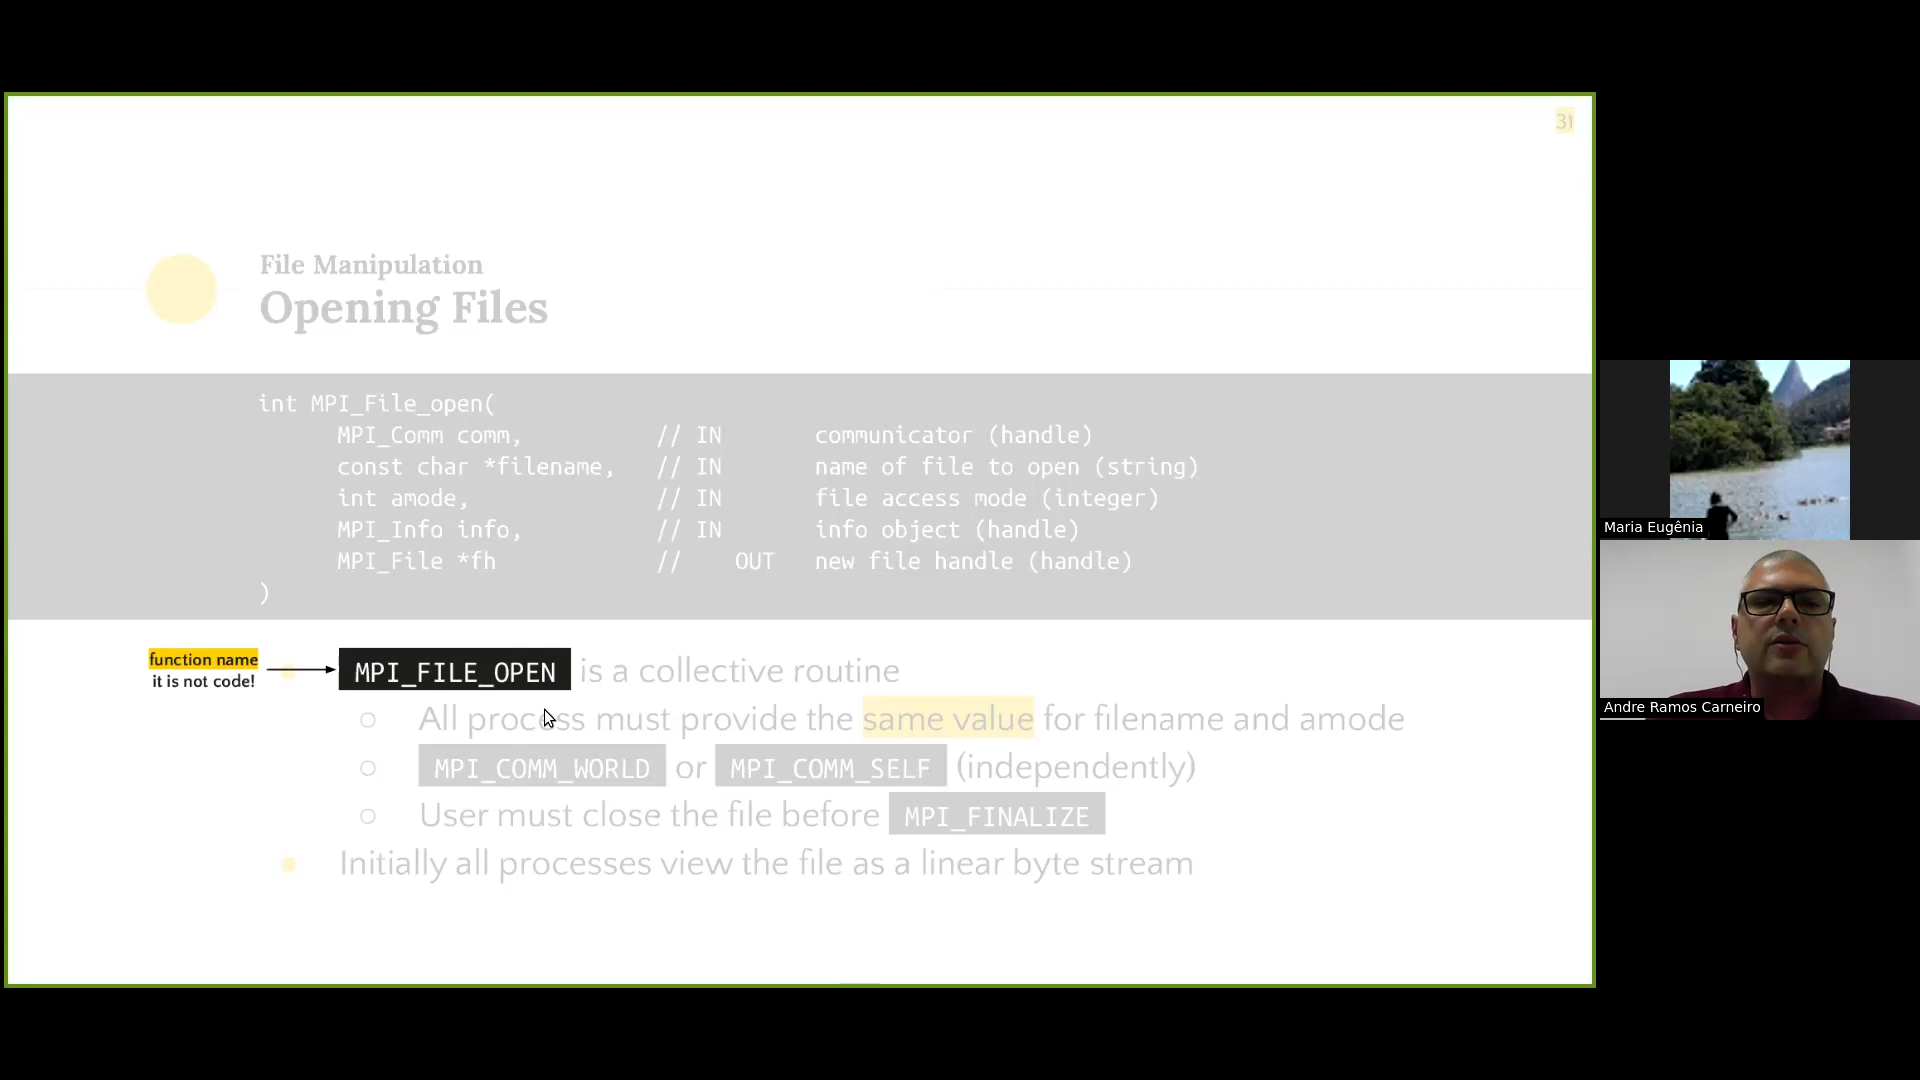 31
File Manipulation
Opening Files
int MPI_File_open(
MPI_Comm comm, // IN communicator (handle)
const char *filename, // IN name of file to open (string)
int amode, // IN file access mode (integer)
MPI_Info info, // IN info object (handle)
MPI_File *fh // OUT new file handle (handle)
)
function name
it is not code!
MPI_FILE_OPEN is a collective routine
All process must provide the same value for filename and amode
MPI_COMM_WORLD or MPI_COMM_SELF (independently)
User must close the file before MPI_FINALIZE
Initially all processes view the file as a linear byte stream
Maria Eugênia
Andre Ramos Carneiro